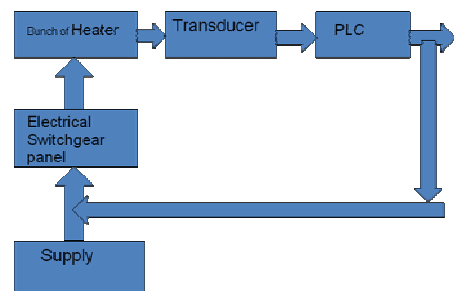 Bunch of Heater
Transducer
PLC
Electrical
Switchgear
panel
Supply